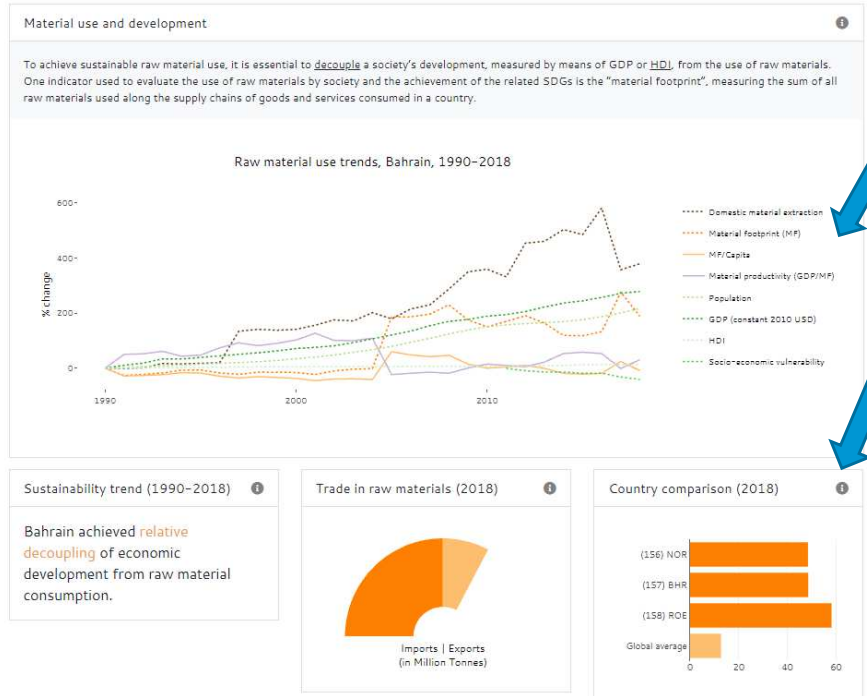 Material use and development
To achieve sustainable raw material use, it is essential to decouple a society's development, measured by means of GDP or HDI, from the use of raw materials.
One indicator used to evaluate the use of raw materials by society and the achievement of the related SDGs is the "material footprint", measuring the sum of all
raw materials used along the supply chains of goods and services consumed in a country.
Raw material use trends, Bahrain, 1990-2018
600-
400-
200-
0-
% change
1990
2000
2010
Domestic material extraction
Material footprint (MF)
MF/Capita
Material productivity (GDP/MF)
Population
GDP (constant 2010 USD)
HDI
Socio-economic vulnerability
Sustainability trend (1990-2018)
Bahrain achieved relative
decoupling of economic
development from raw material
consumption.
Trade in raw materials (2018)
Imports | Exports
(in Million Tonnes)
Country comparison (2018)
(156) NOR
(157) BHR
(158) ROE
Global average
0 20 40 60